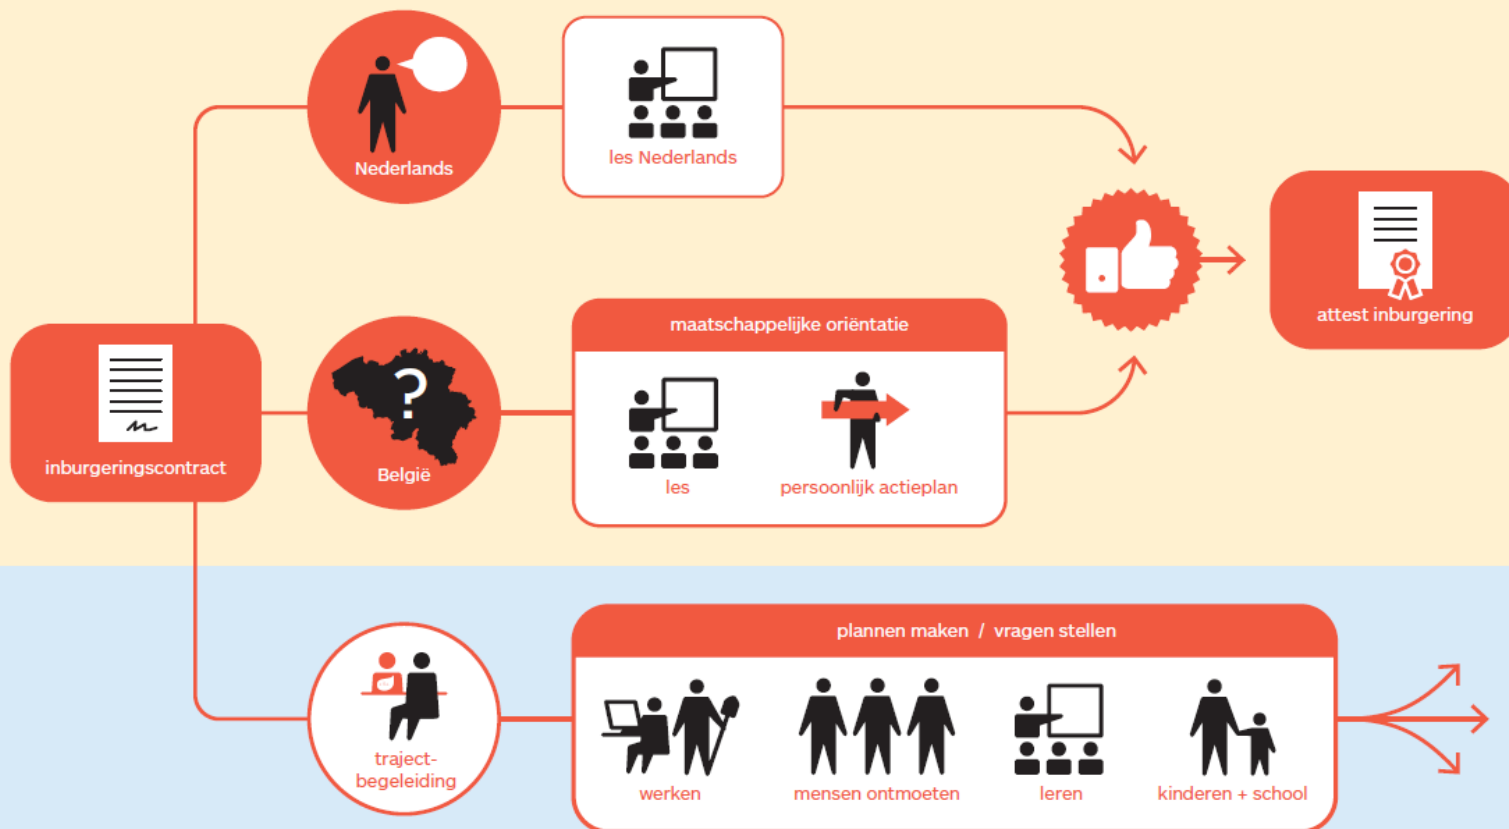 Nederlands
les Nederlands
inburgeringscontract
?
België
maatschappelijke oriëntatie
les
persoonlijk actieplan
attest inburgering
traject-
begeleiding
plannen maken / vragen stellen
werken
mensen ontmoeten
leren
kinderen + school